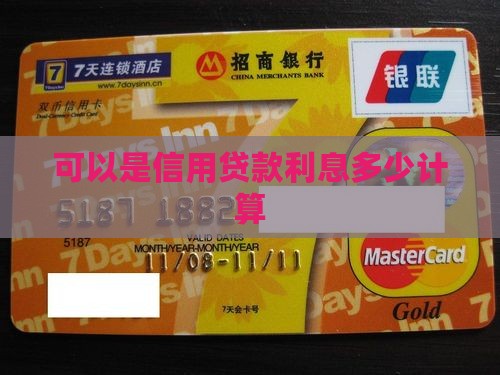 7 7天连锁酒店
7Days Inn
www.7daysinn.cn
招商银行
CHINA MERCHANTS BANK
银联
双币信用卡
Dual-Currency Credit Card
可以是信用贷款利息多少计
算
5187 1882
5187
VALID DATES
MONTH/YEAR-MONTH/YEAR
11/08-11/11
MasterCard
7天会卡号
Gold